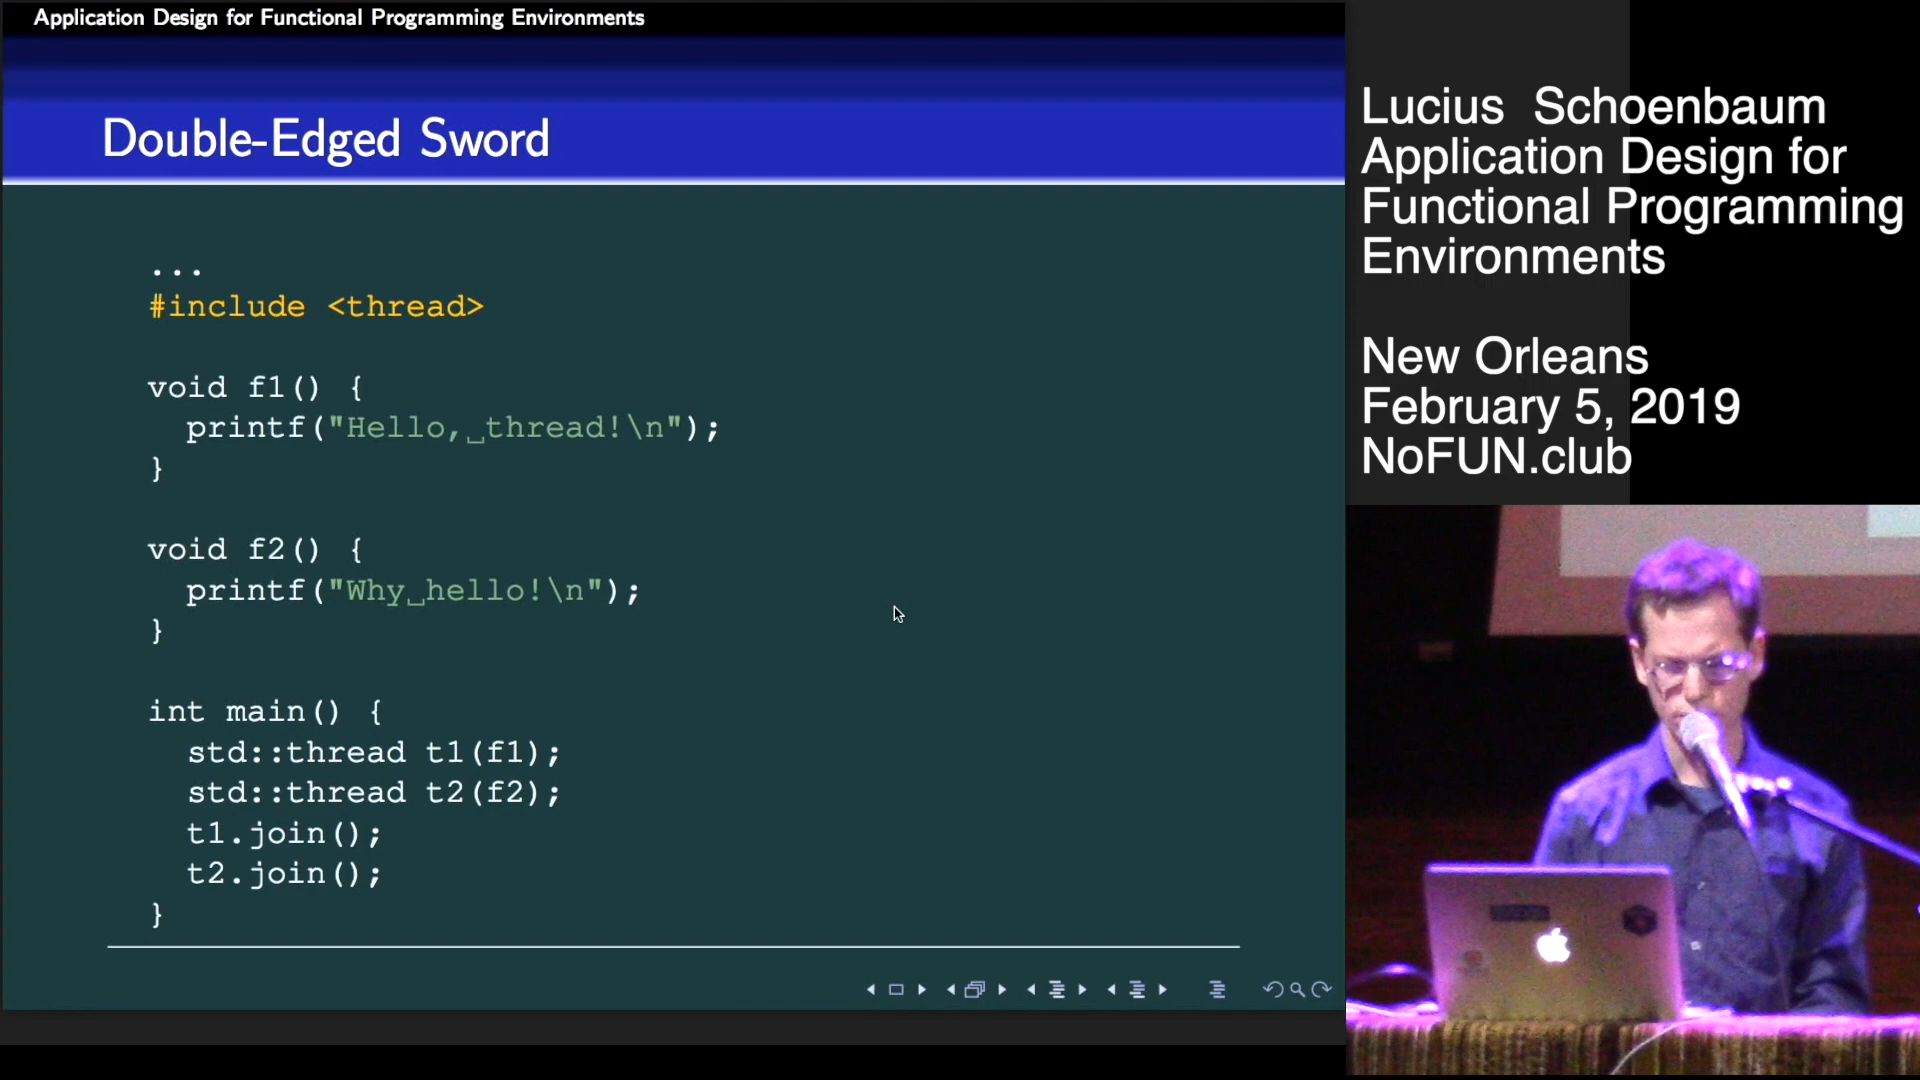 Application Design for Functional Programming Environments
Double-Edged Sword
...
#include <thread>
void f1() {
printf("Hello,␣thread!\n");
}
void f2() {
printf("Why␣hello!\n");
}
int main() {
std::thread t1(f1);
std::thread t2(f2);
t1.join();
t2.join();
}
Lucius Schoenbaum
Application Design for
Functional Programming
Environments
New Orleans
February 5, 2019
NoFUN.club